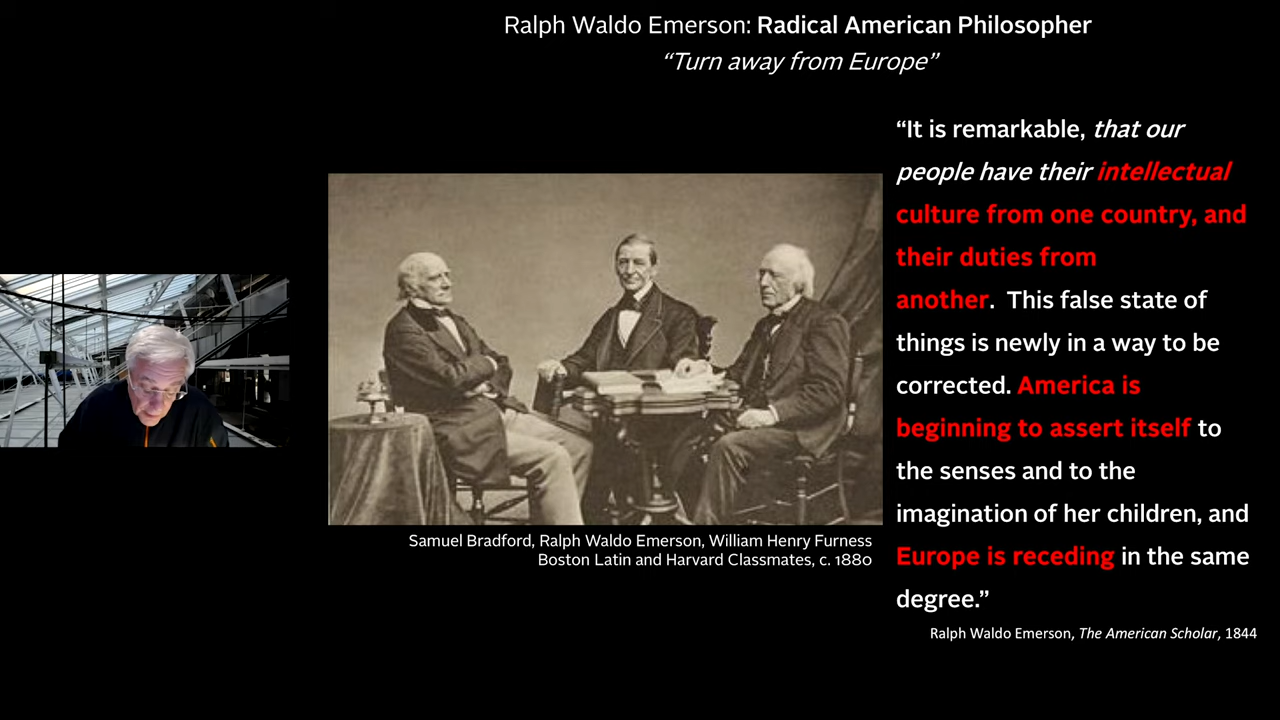 Ralph Waldo Emerson: Radical American Philosopher
“Turn away from Europe”
“It is remarkable, that our
people have their intellectual
culture from one country, and
their duties from
another.  This false state of
things is newly in a way to be
corrected. America is
beginning to assert itself to
the senses and to the
imagination of her children, and
Europe is receding in the same
degree.”
Ralph Waldo Emerson, The American Scholar, 1844
Samuel Bradford, Ralph Waldo Emerson, William Henry Furness
Boston Latin and Harvard Classmates, c. 1880